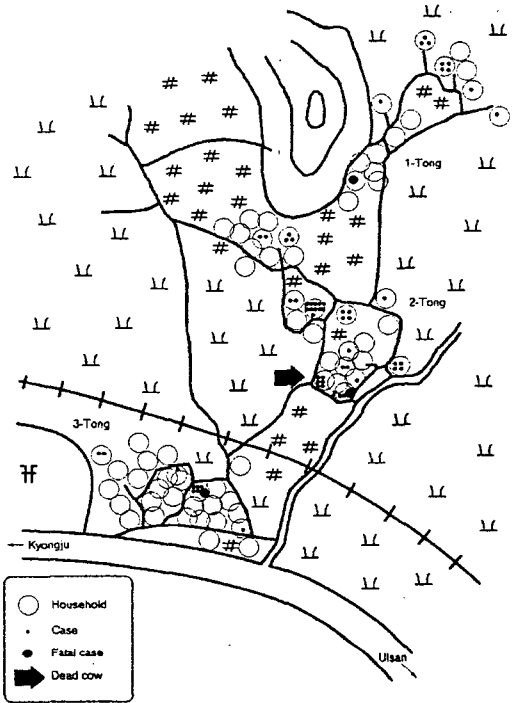 1-Tong
2-Tong
3-Tong
Kyongju
Ulsan
Household
Case
Fatal case
Dead cow